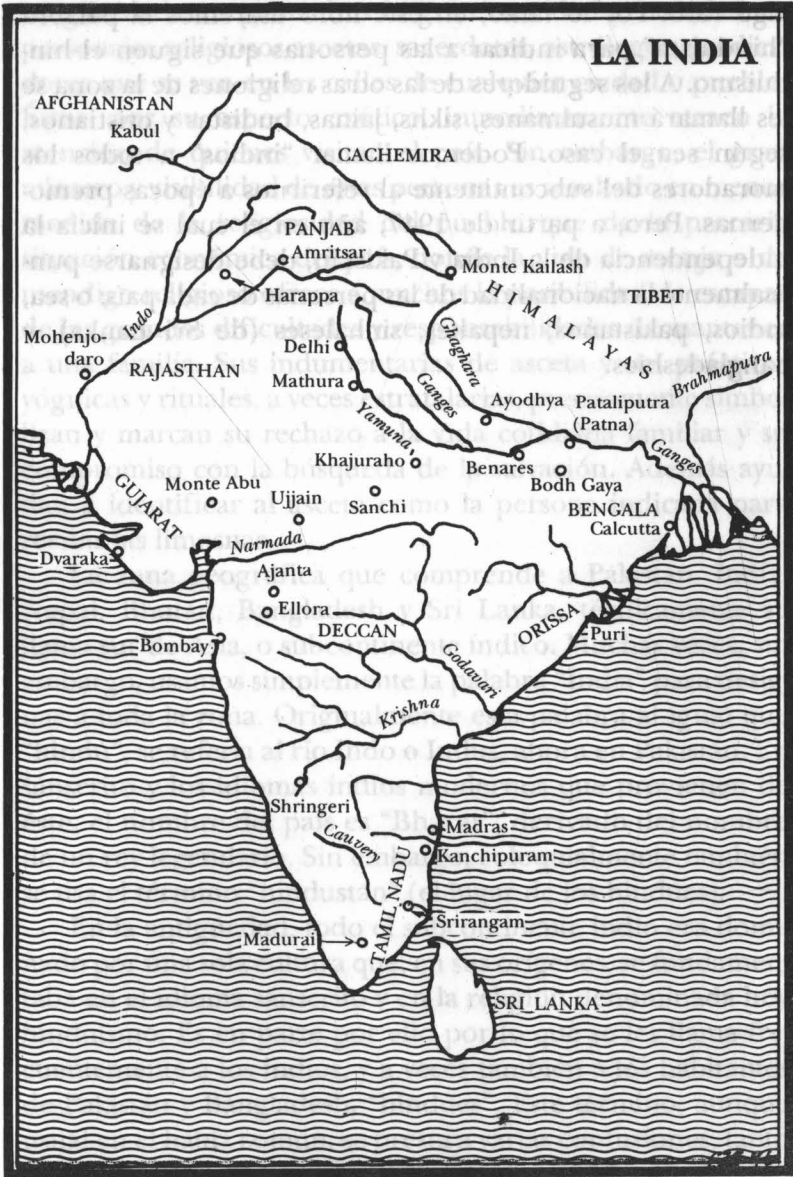 LA INDIA
AFGHANISTAN
Kabul
CACHEMIRA
PANJAB
Amritsar
Monte Kailash
Harappa
TIBET
HIMALAYAS
Indo
Mohenjo-
daro
Delhi
Ghaghara
RAJASTHAN
Brahmaputra
Mathura
Ganges
Ayodhya
Pataliputra
(Patna)
Yamuna
Khajuraho
Benares
Ganges
Bodh Gaya
Monte Abu
Ujjain
Sanchi
BENGALA
Calcutta
GUJARAT
Narmada
Dvaraka
Ajanta
Ellora
ORISSA
DECCAN
Puri
Bombay
Godavari
Krishna
Shringeri
Cauvery
Madras
Kanchipuram
TAMIL NADU
Srirangam
Madurai
SRI LANKA